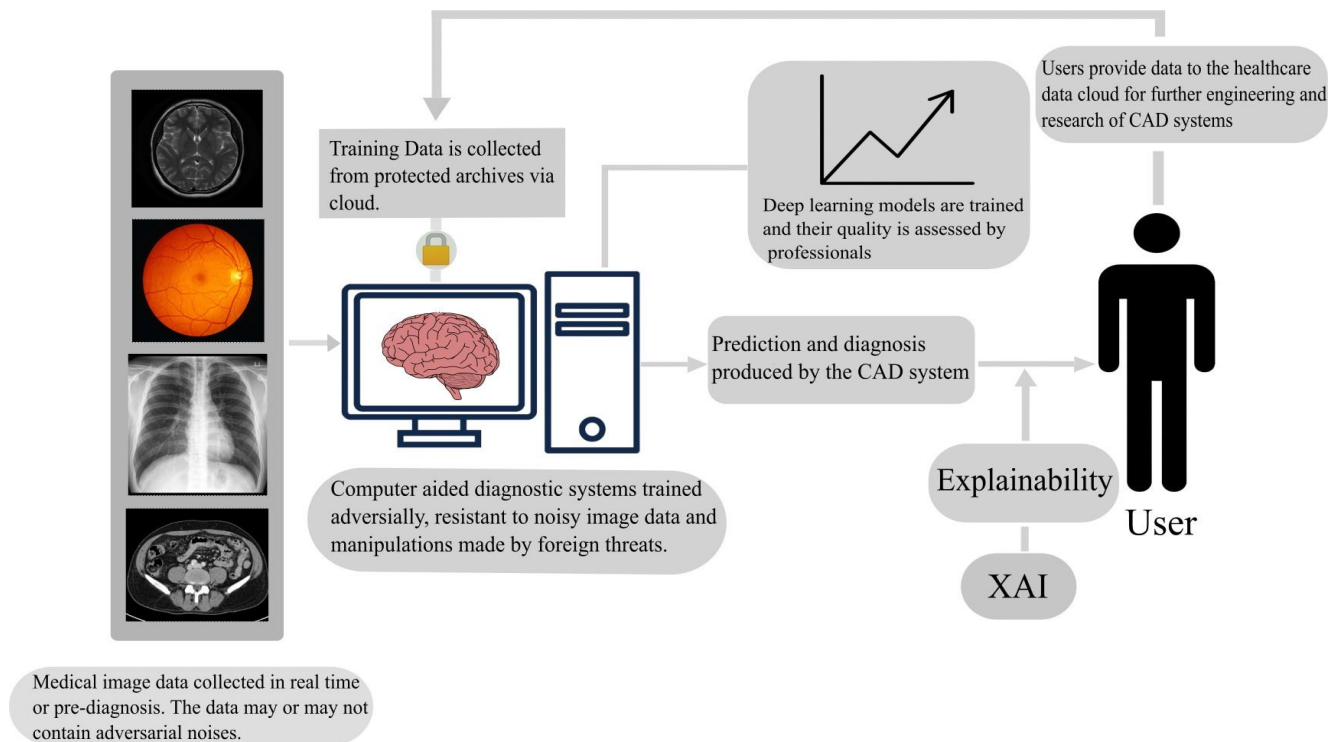 Users provide data to the healthcare
data cloud for further engineering and
research of CAD systems
Training Data is collected
from protected archives via
cloud.
Deep learning models are trained
and their quality is assessed by
professionals
Prediction and diagnosis
produced by the CAD system
Computer aided diagnostic systems trained
adversially, resistant to noisy image data and
manipulations made by foreign threats.
Explainability
XAI
User
Medical image data collected in real time
or pre-diagnosis. The data may or may not
contain adversarial noises.